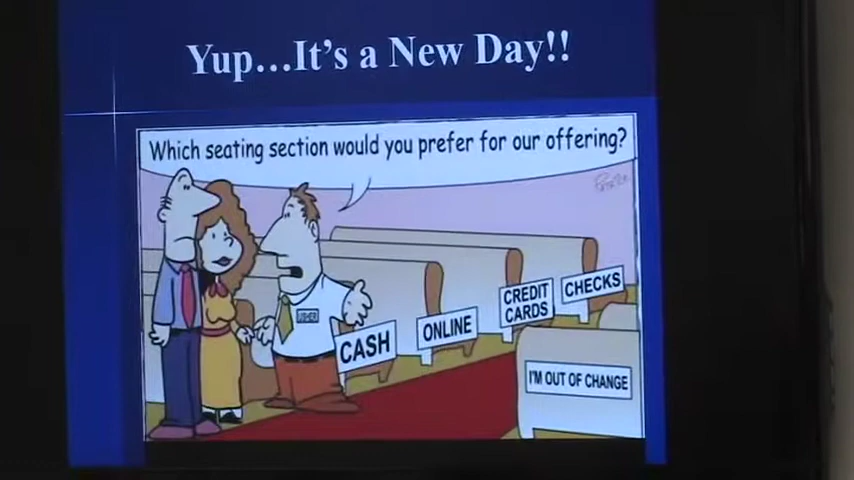 Yup...It's a New Day!!
Which seating section would you prefer for our offering?
USHER
CASH
ONLINE
CREDIT
CARDS
CHECKS
I'M OUT OF CHANGE